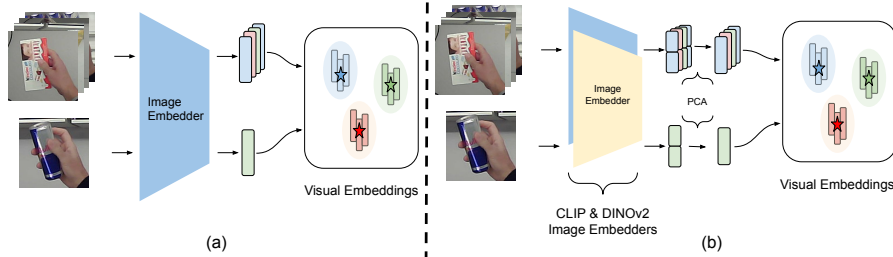 Image
Embedder
Visual Embeddings
(a)
Image
Embedder
PCA
Visual Embeddings
CLIP & DINOv2
Image Embedders
(b)